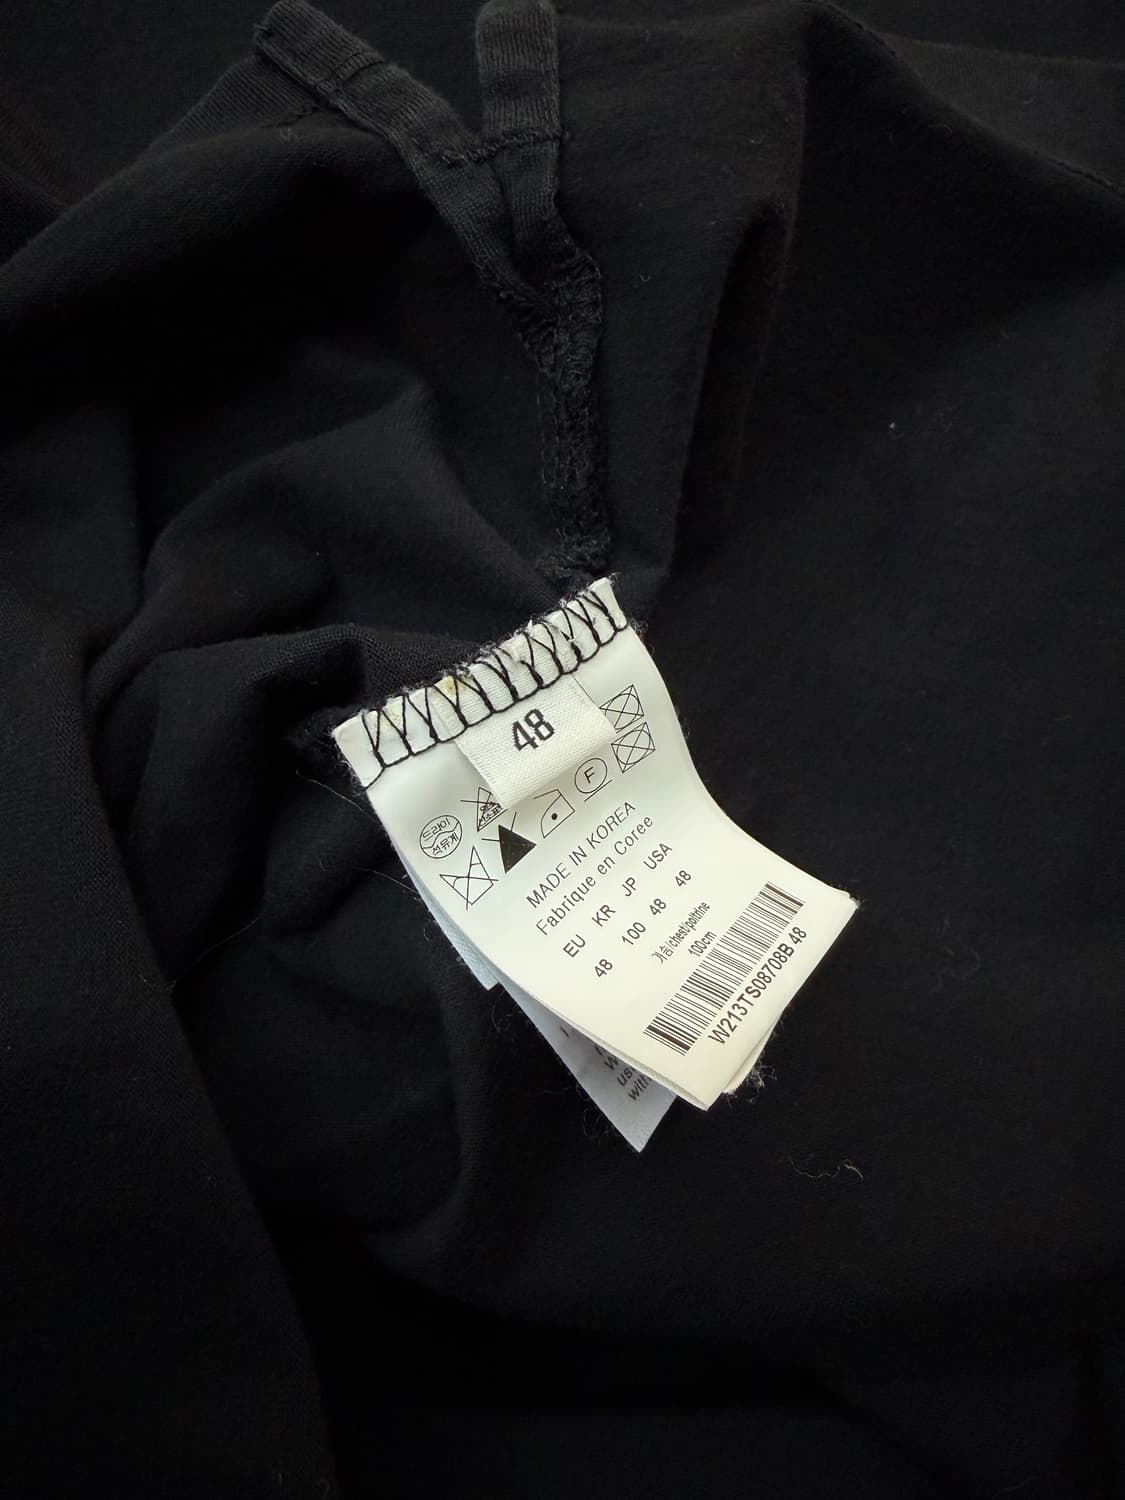 48
드라이
석유계
F
MADE IN KOREA
Fabrique en Coree
EU KR JP USA
48 100 48 48
가슴/chest/poitrine
100cm
W213TS08708B 48
with